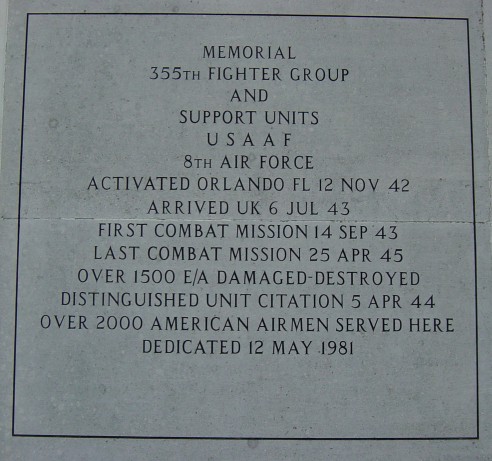 MEMORIAL
355TH FIGHTER GROUP
AND
SUPPORT UNITS
U S A A F
8TH AIR FORCE
ACTIVATED ORLANDO FL 12 NOV 42
ARRIVED UK 6 JUL 43
FIRST COMBAT MISSION 14 SEP 43
LAST COMBAT MISSION 25 APR 45
OVER 1500 E/A DAMAGED-DESTROYED
DISTINGUISHED UNIT CITATION 5 APR 44
OVER 2000 AMERICAN AIRMEN SERVED HERE
DEDICATED 12 MAY 1981